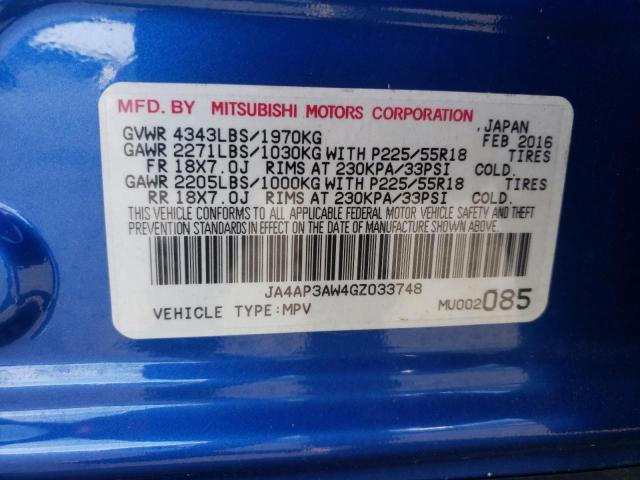 MFD. BY MITSUBISHI MOTORS CORPORATION
, JAPAN
GVWR 4343LBS/1970KG FEB 2016
GAWR 2271LBS/1030KG WITH P225/55R18 TIRES
FR 18X7.0J RIMS AT 230KPA/33PSI COLD.
GAWR 2205LBS/1000KG WITH P225/55R18 TIRES
RR 18X7.0J RIMS AT 230KPA/33PSI COLD.
THIS VEHICLE CONFORMS TO ALL APPLICABLE FEDERAL MOTOR VEHICLE SAFETY AND THEFT
PREVENTION STANDARDS IN EFFECT ON THE DATE OF MANUFACTURE SHOWN ABOVE.
JA4AP3AW4GZ033748
VEHICLE TYPE:MPV MU002085